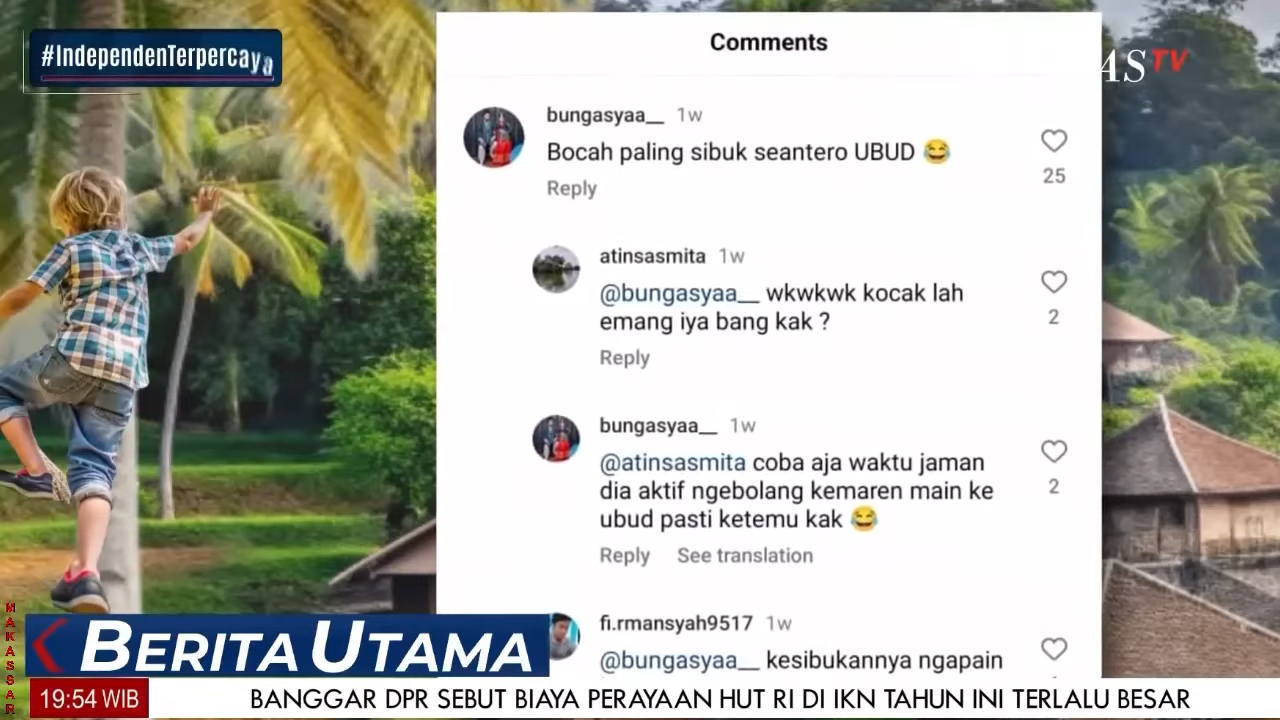 #IndependenTerpercaya
AS TV
Comments
bungasyaa__ 1w
Bocah paling sibuk seantero UBUD 😂
Reply
25
atinsasmita 1w
@bungasyaa__ wkwkwk kocak lah
emang iya bang kak ?
Reply
2
bungasyaa__ 1w
@atinsasmita coba aja waktu jaman
dia aktif ngebolang kemaren main ke
ubud pasti ketemu kak 😂
Reply See translation
2
fi.rmansyah9517 1w
@bungasyaa__ kesibukannya ngapain
MAKASSAR
BERITA UTAMA
19:54 WIB
BANGGAR DPR SEBUT BIAYA PERAYAAN HUT RI DI IKN TAHUN INI TERLALU BESAR